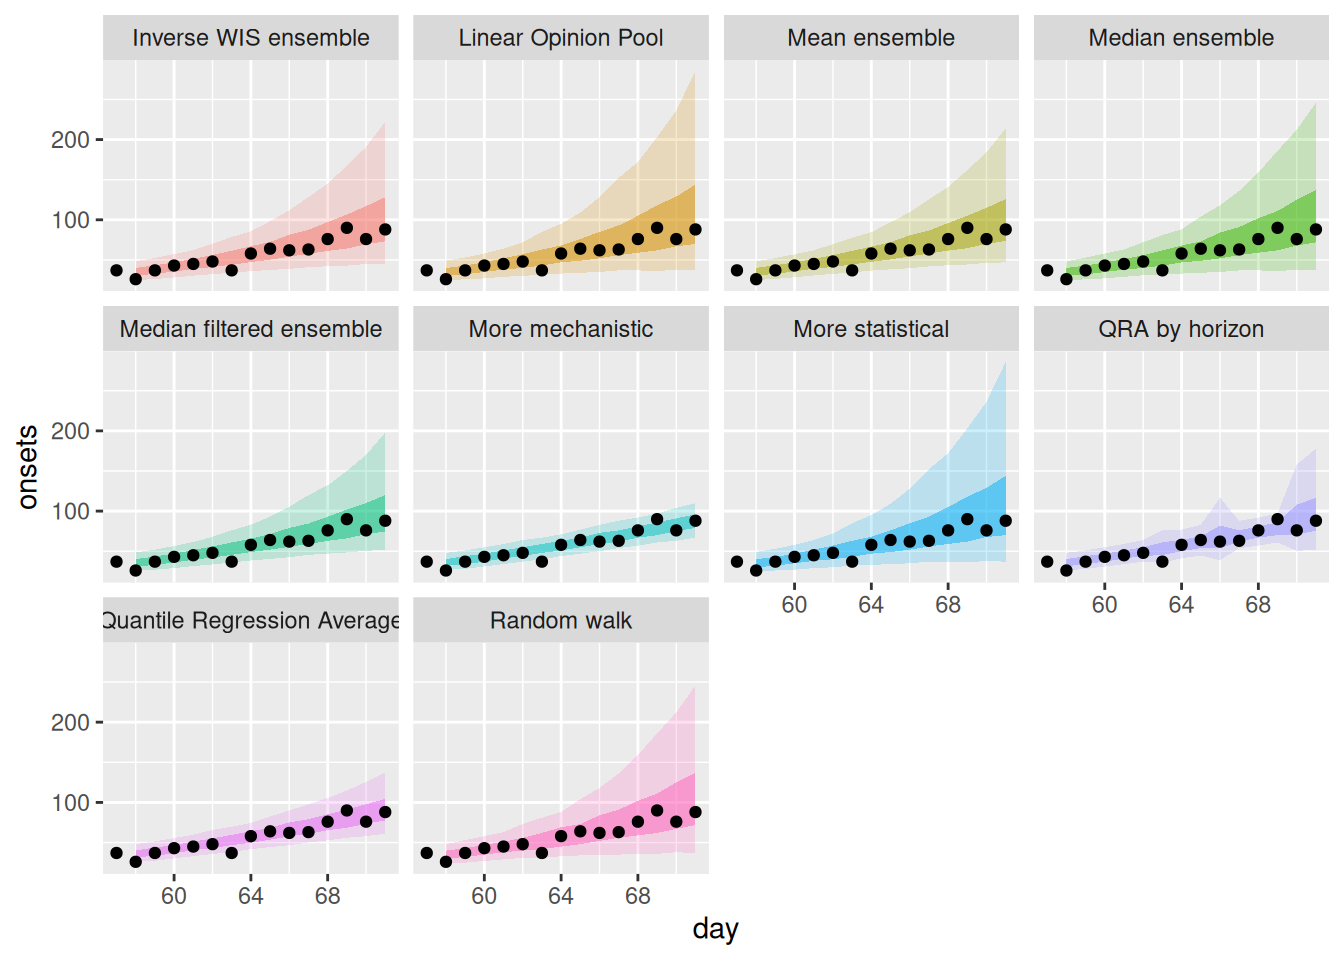 Inverse WIS ensemble
Linear Opinion Pool
Mean ensemble
Median ensemble
200
100
Median filtered ensemble
More mechanistic
More statistical
QRA by horizon
200
100
60 64 68
60 64 68
Quantile Regression Average
Random walk
200
100
60 64 68
60 64 68
onsets
day